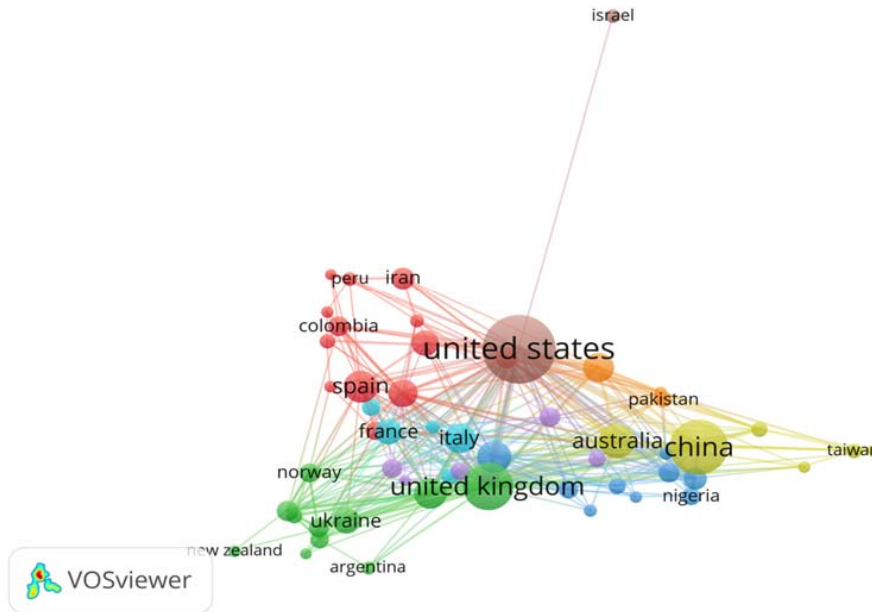 israel
peru
iran
colombia
united states
spain
pakistan
france
italy
australia
china
taiwan
norway
united kingdom
nigeria
ukraine
new zealand
argentina
VOSviewer